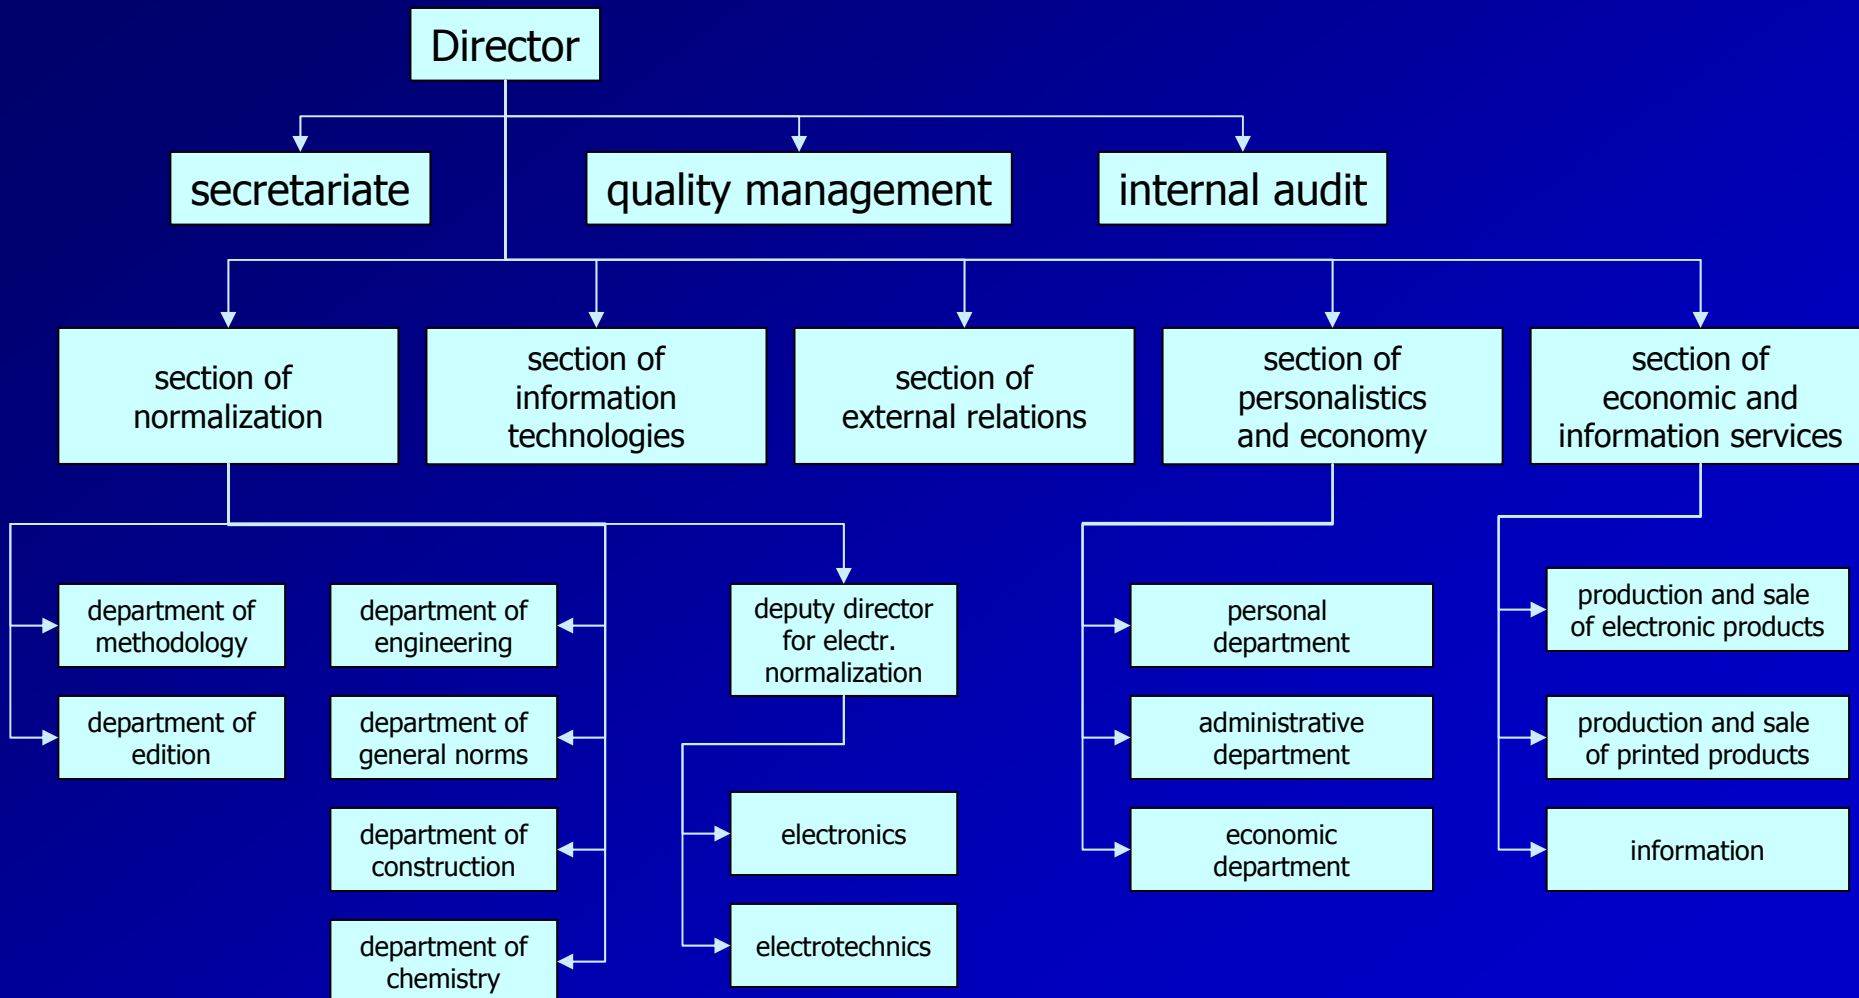 Director
secretariate
quality management
internal audit
section of
normalization
section of
information
technologies
section of
external relations
section of
personalistics
and economy
section of
economic and
information services
department of
methodology
department of
edition
department of
engineering
department of
general norms
department of
construction
department of
chemistry
deputy director
for electr.
normalization
electronics
electrotechnics
personal
department
administrative
department
economic
department
production and sale
of electronic products
production and sale
of printed products
information